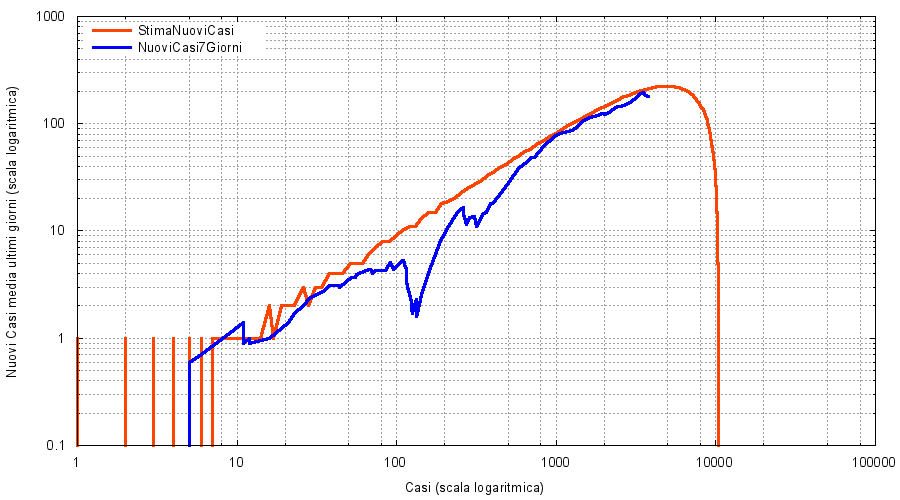 1000
StimaNuoviCasi
NuoviCasi7Giorni
100
10
1
0.1
Nuovi Casi media ultimi giorni (scala logaritmica)
1 10 100 1000 10000 100000
Casi (scala logaritmica)